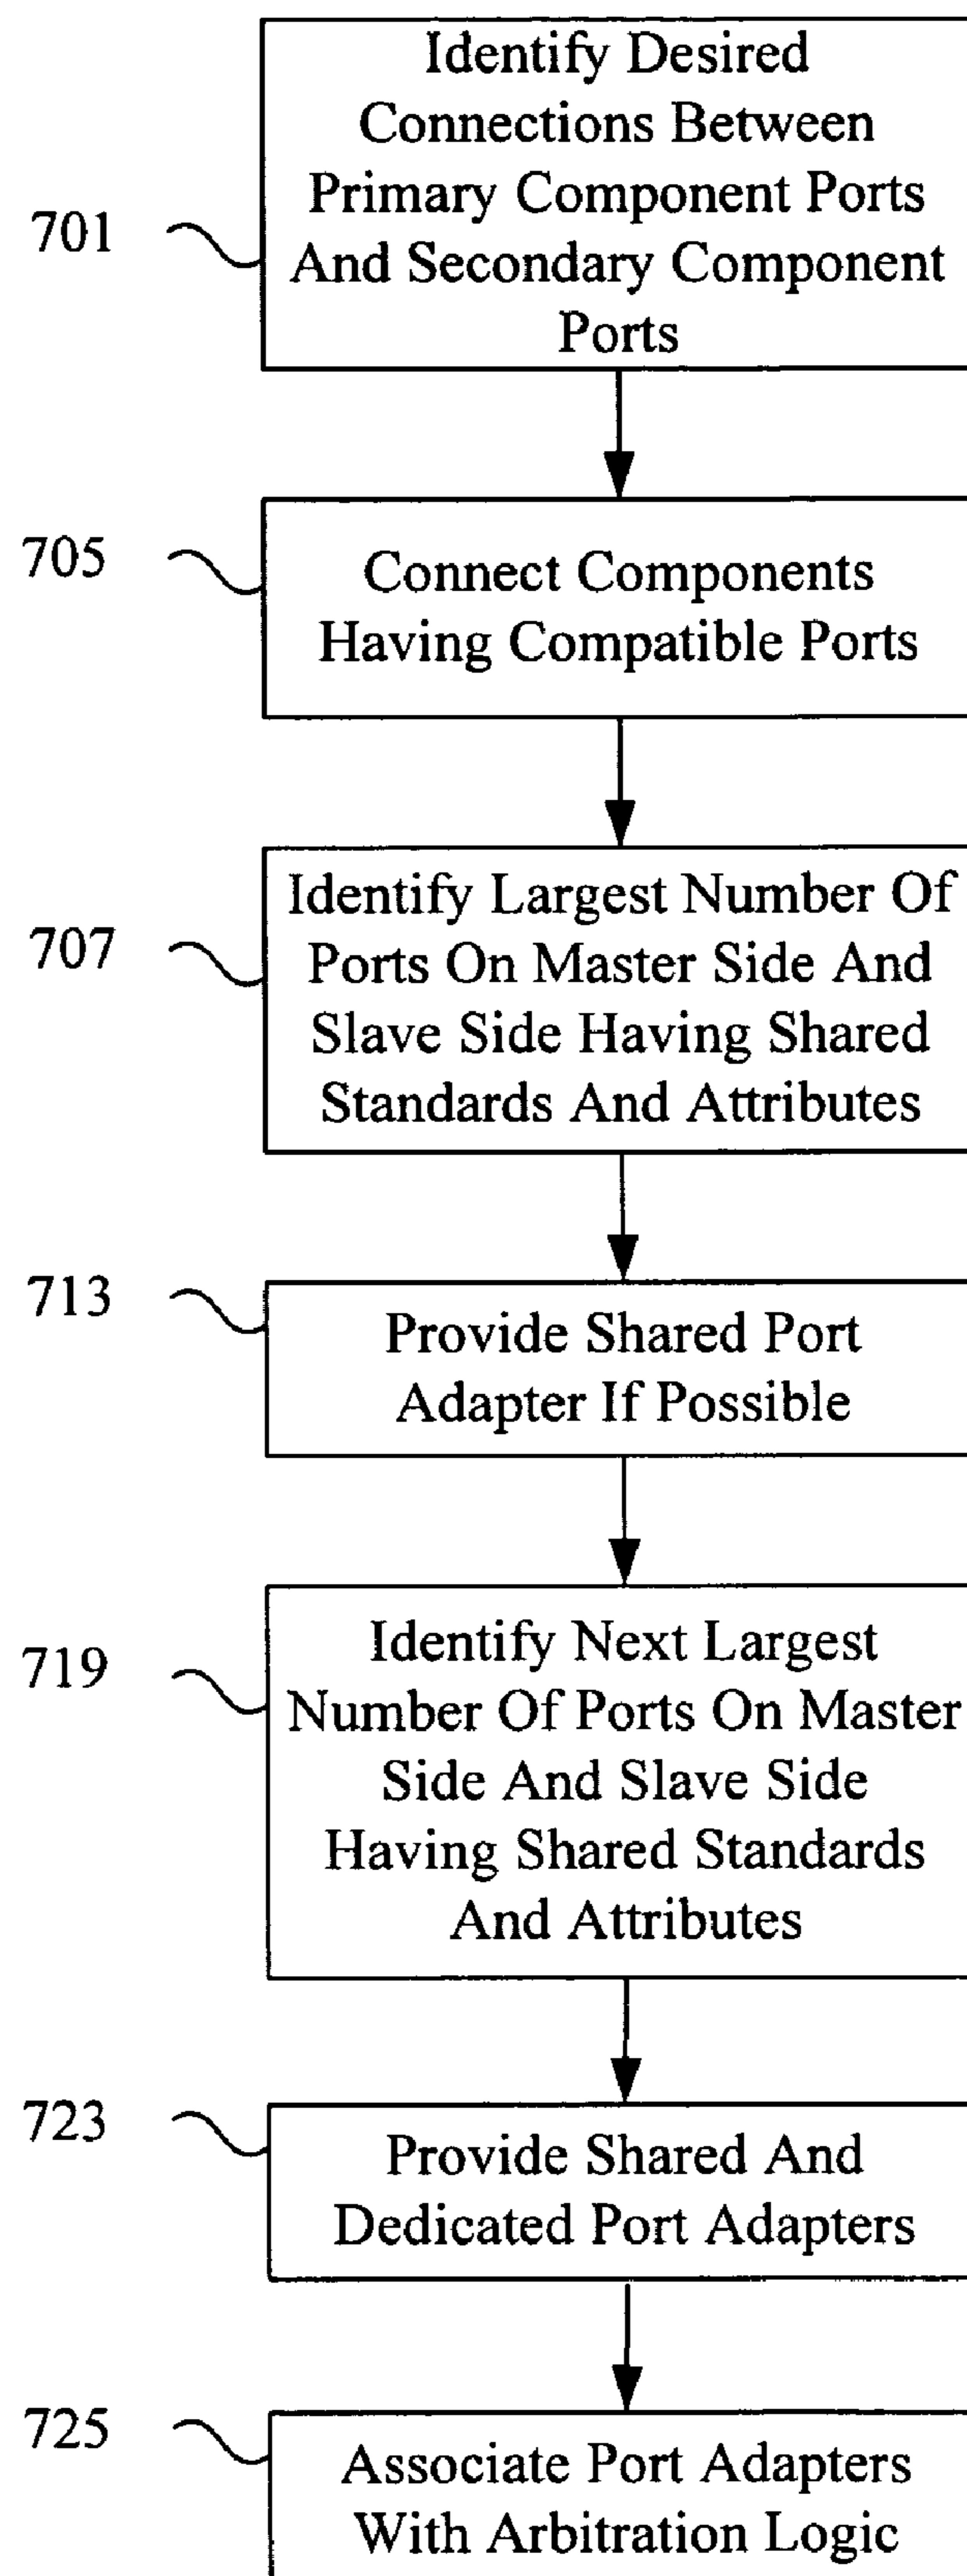 Identify Desired
Connections Between
Primary Component Ports
And Secondary Component
Ports
701
705
Connect Components
Having Compatible Ports
707
Identify Largest Number Of
Ports On Master Side And
Slave Side Having Shared
Standards And Attributes
713
Provide Shared Port
Adapter If Possible
719
Identify Next Largest
Number Of Ports On Master
Side And Slave Side
Having Shared Standards
And Attributes
723
Provide Shared And
Dedicated Port Adapters
725
Associate Port Adapters
With Arbitration Logic